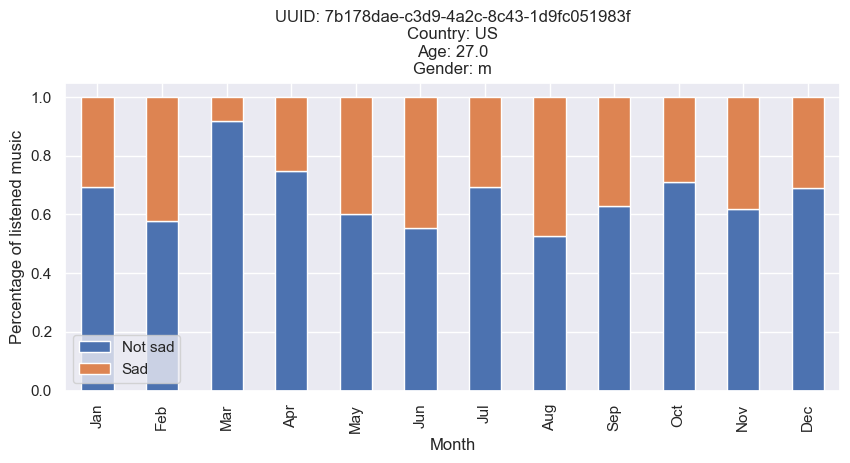 UUID: 7b178dae-c3d9-4a2c-8c43-1d9fc051983f
Country: US
Age: 27.0
Gender: m
Percentage of listened music
1.0
0.8
0.6
0.4
0.2
0.0
Not sad
Sad
Jan
Feb
Mar
Apr
May
Jun
Jul
Aug
Sep
Oct
Nov
Dec
Month